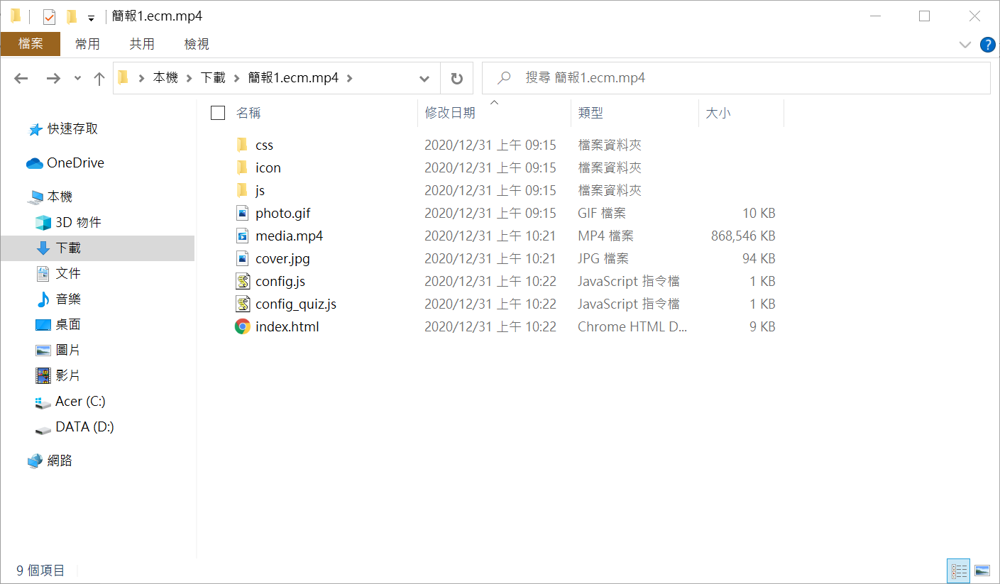 簡報1.ecm.mp4
檔案 常用 共用 檢視
本機 下載 簡報1.ecm.mp4 搜尋 簡報1.ecm.mp4
名稱 修改日期 類型 大小
快速存取
OneDrive
本機
3D 物件
下載
文件
音樂
桌面
圖片
影片
Acer (C:)
DATA (D:)
網路
css 2020/12/31 上午 09:15 檔案資料夾
icon 2020/12/31 上午 09:15 檔案資料夾
js 2020/12/31 上午 09:15 檔案資料夾
photo.gif 2020/12/31 上午 09:15 GIF 檔案 10 KB
media.mp4 2020/12/31 上午 10:21 MP4 檔案 868,546 KB
cover.jpg 2020/12/31 上午 10:21 JPG 檔案 94 KB
config.js 2020/12/31 上午 10:22 JavaScript 指令檔 1 KB
config_quiz.js 2020/12/31 上午 10:22 JavaScript 指令檔 1 KB
index.html 2020/12/31 上午 10:22 Chrome HTML D... 9 KB
9 個項目